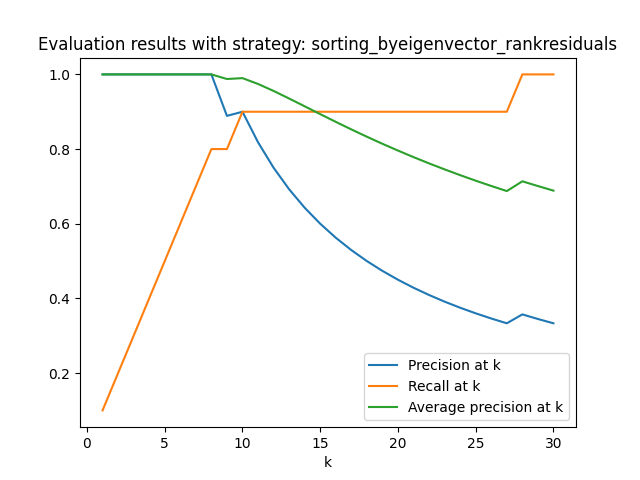 Evaluation results with strategy: sorting_byeigenvector_rankresiduals
1.0
0.8
0.6
0.4
0.2
Precision at k
Recall at k
Average precision at k
0 5 10 15 20 25 30
k